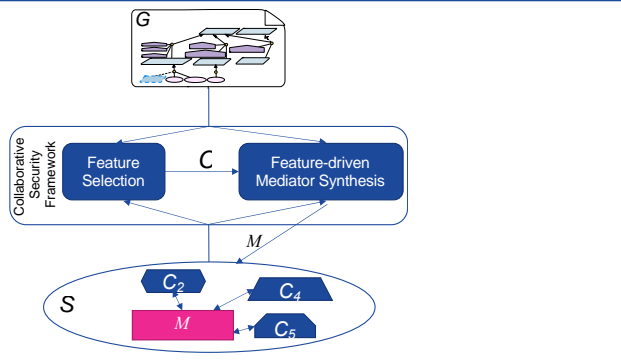 G
Collaborative
Security
Framework
Feature
Selection
C
Feature-driven
Mediator Synthesis
M
S
C2
C4
M
C5